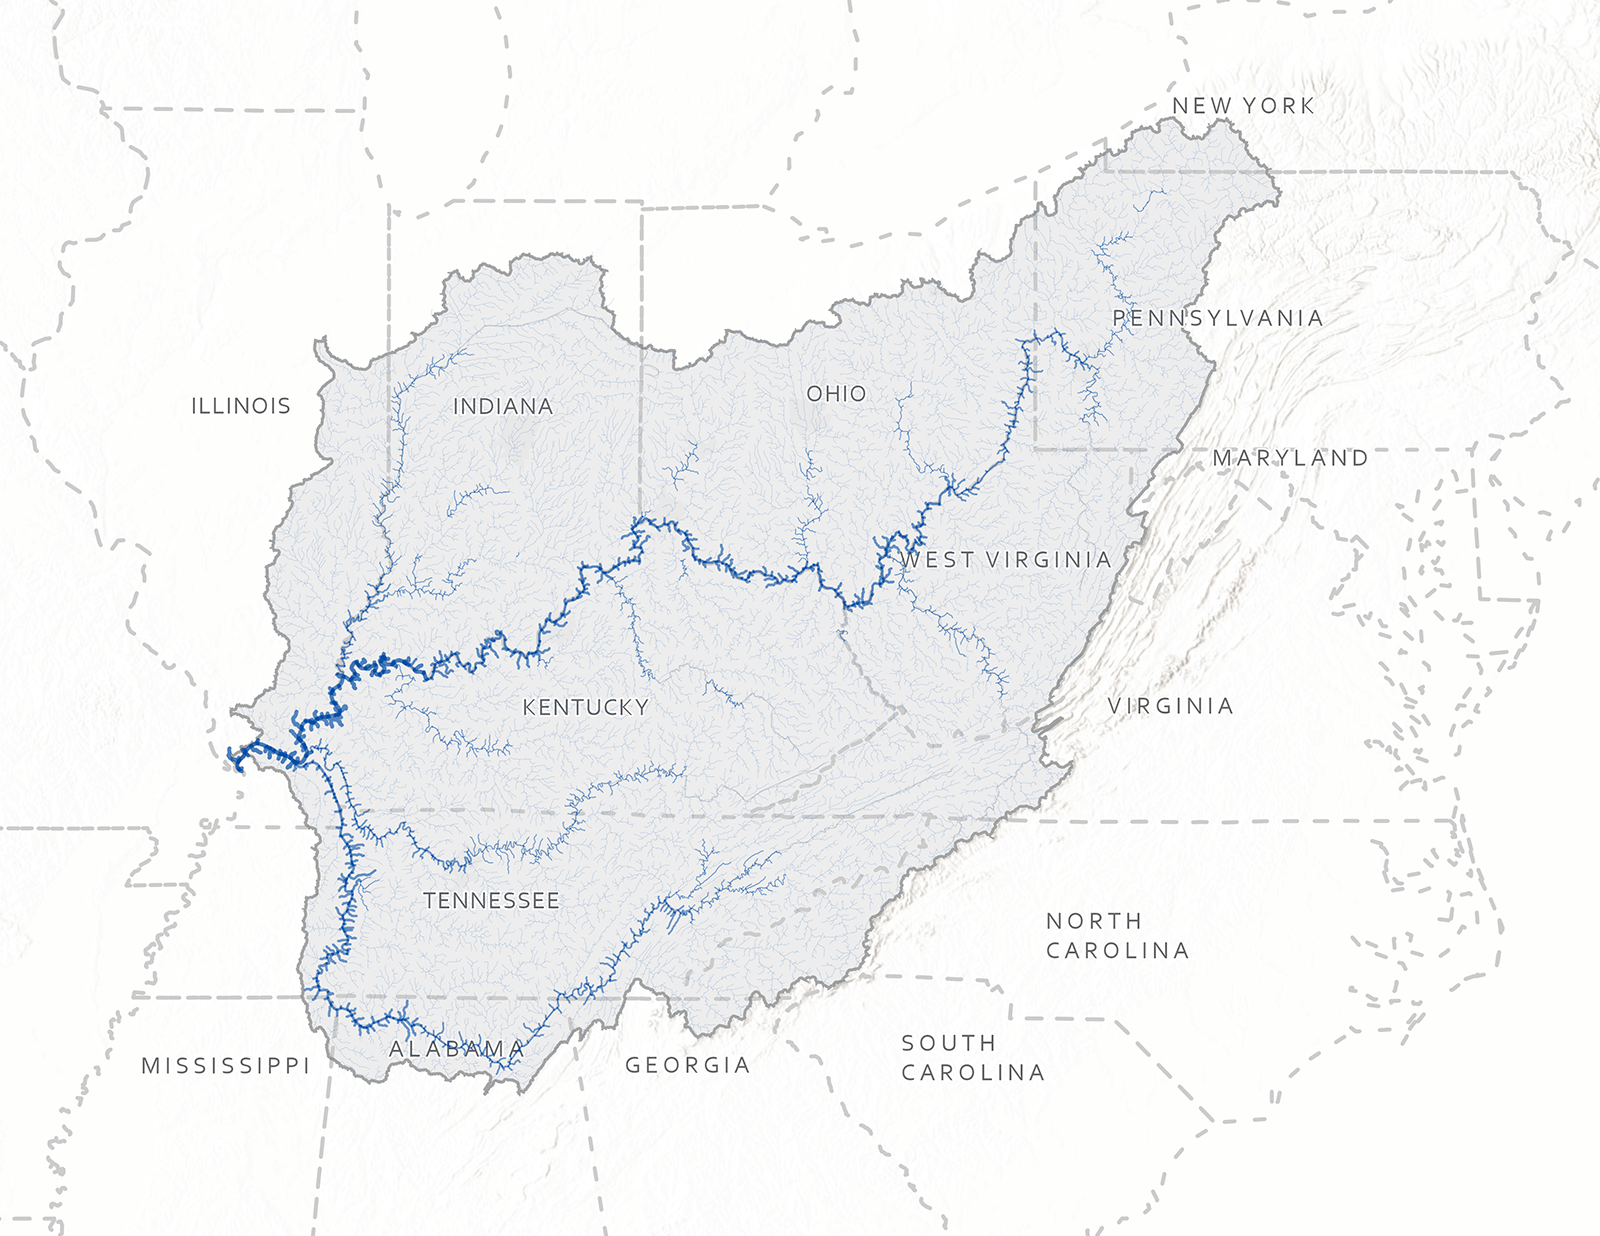 NEW YORK
PENNSYLVANIA
OHIO
ILLINOIS
INDIANA
MARYLAND
WEST VIRGINIA
KENTUCKY
VIRGINIA
TENNESSEE
NORTH
CAROLINA
ALABAMA
MISSISSIPPI
GEORGIA
SOUTH
CAROLINA